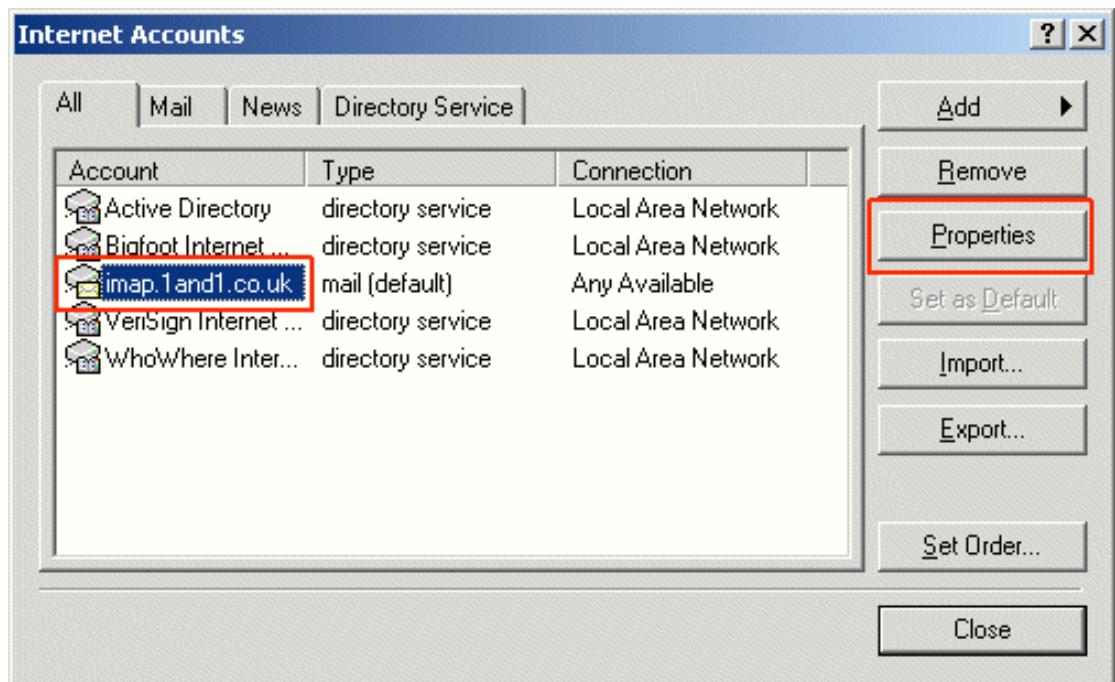 Internet Accounts ? X
All Mail News Directory Service
Account Type Connection
Active Directory directory service Local Area Network
Bigfoot Internet ... directory service Local Area Network
imap.1and1.co.uk mail (default) Any Available
VeriSign Internet ... directory service Local Area Network
WhoWhere Inter... directory service Local Area Network
Add
Remove
Properties
Set as Default
Import...
Export...
Set Order...
Close